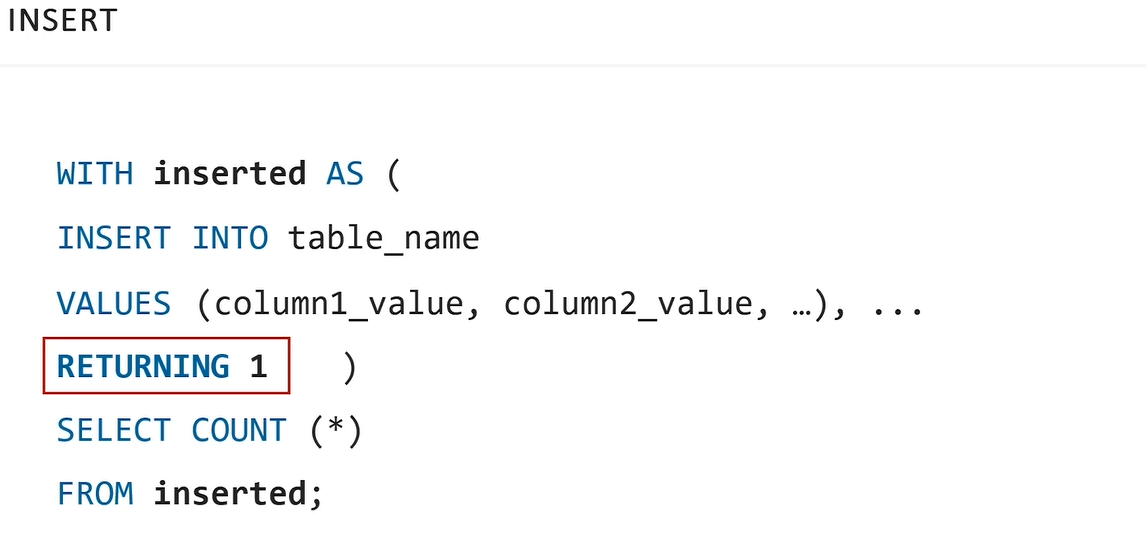 INSERT
WITH inserted AS (
INSERT INTO table_name
VALUES (column1_value, column2_value, …), ...
RETURNING 1 )
SELECT COUNT (*)
FROM inserted;